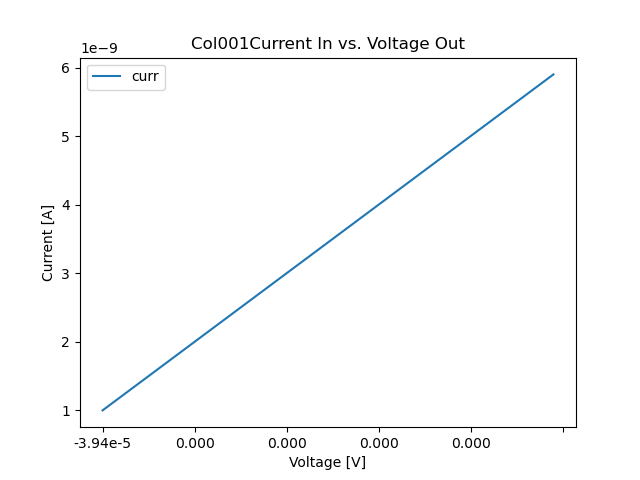 Col001Current In vs. Voltage Out
1e−9
curr
6
5
4
3
2
1
Current [A]
-3.94e-5 0.000 0.000 0.000 0.000
Voltage [V]